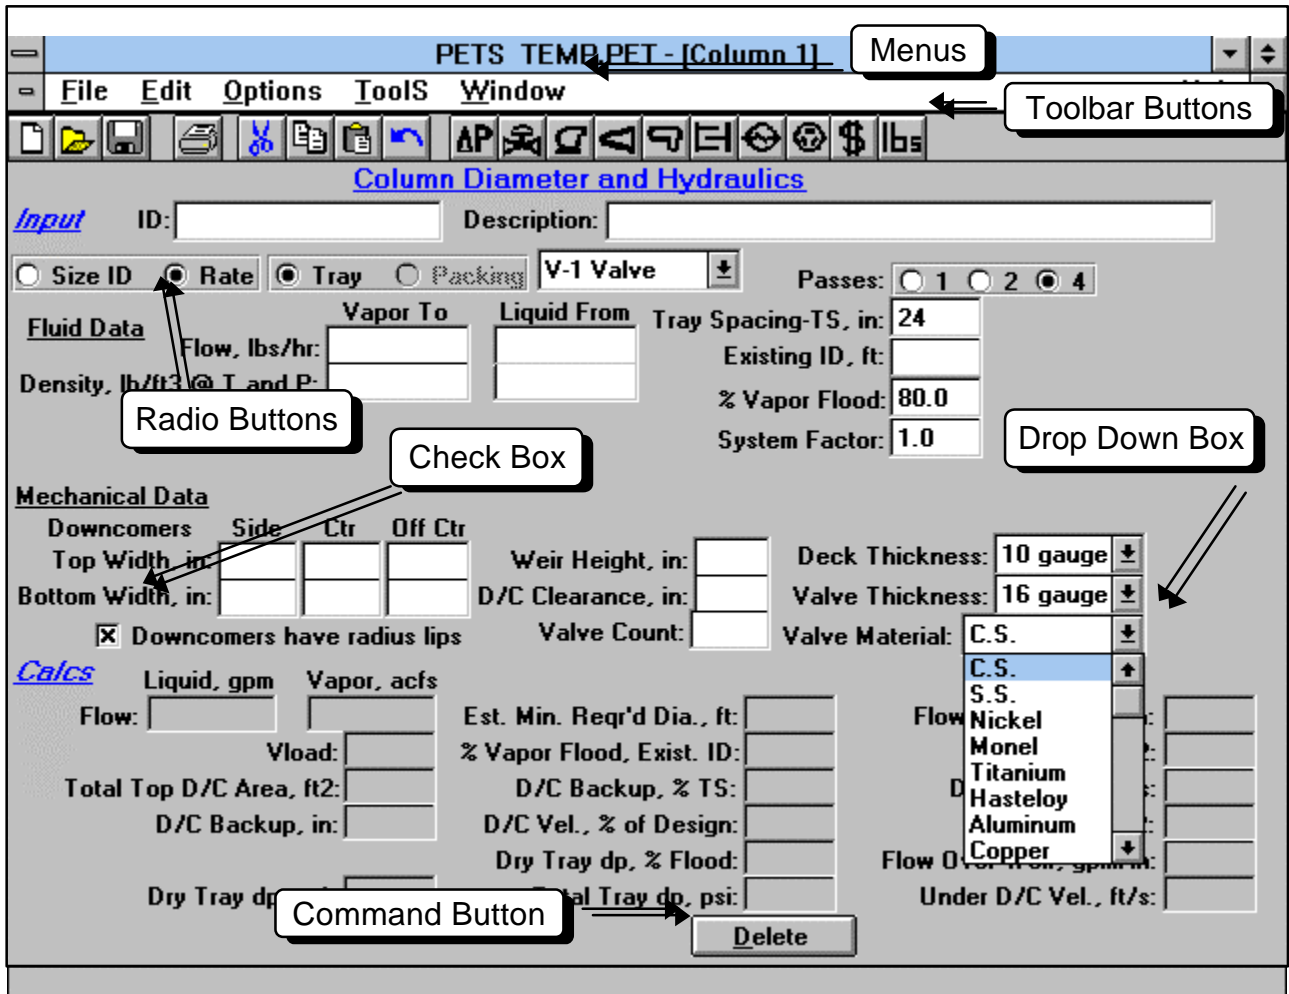 PETS TEMP.PET - [Column 1]
Menus
File Edit Options ToolS Window
Toolbar Buttons
ΔP $ lbs
Column Diameter and Hydraulics
Input ID: Description:
Size ID Rate Tray Packing V-1 Valve Passes: 1 2 4
Fluid Data Vapor To Liquid From Tray Spacing-TS, in: 24
Flow, lbs/hr: Existing ID, ft:
Density, lb/ft3 @ T and P: % Vapor Flood: 80.0
Radio Buttons
System Factor: 1.0
Drop Down Box
Check Box
Mechanical Data
Downcomers Side Ctr Off Ctr
Top Width, in: Weir Height, in: Deck Thickness: 10 gauge
Bottom Width, in: D/C Clearance, in: Valve Thickness: 16 gauge
Downcomers have radius lips Valve Count: Valve Material: C.S.
C.S.
S.S.
Nickel
Monel
Titanium
Hasteloy
Aluminum
Copper
Calcs Liquid, gpm Vapor, acfs
Flow: Est. Min. Reqr'd Dia., ft: Flow
Vload: % Vapor Flood, Exist. ID:
Total Top D/C Area, ft2: D/C Backup, % TS: D
D/C Backup, in: D/C Vel., % of Design:
Dry Tray dp, % Flood: Flow
Dry Tray dp Tray dp, psi: Under D/C Vel., ft/s:
Command Button
Delete